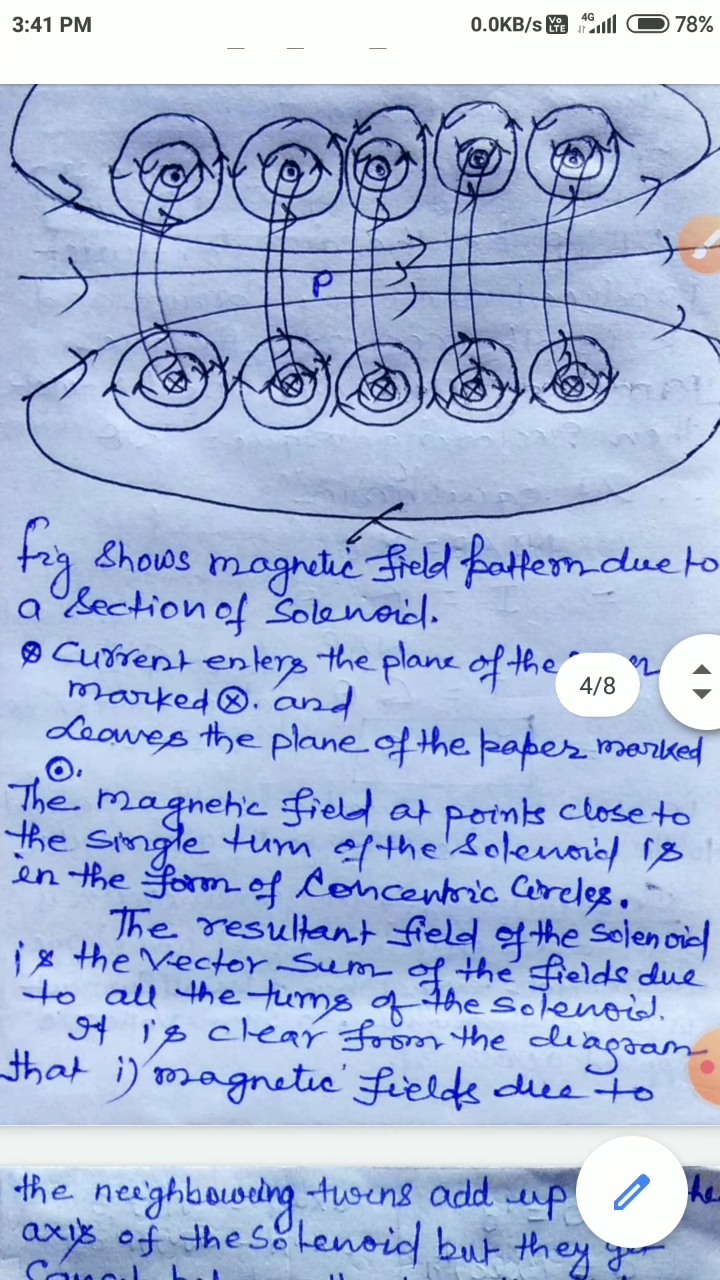 3:41 PM
0.0KB/s Vo LTE 4G 78%
P
fig shows magnetic field pattern due to
a section of Solenoid.
⊗ Current enters the plane of the
4/8
marked ⊗. and
Leaves the plane of the paper marked
⊙.
The magnetic field at points close to
the single turn of the Solenoid is
in the form of Concentric Circles.
The resultant field of the solenoid
is the vector sum of the fields due
to all the turns of the solenoid.
It is clear from the diagram
that i) magnetic fields due to
the neighbouring turns add up
axis of the Solenoid but they